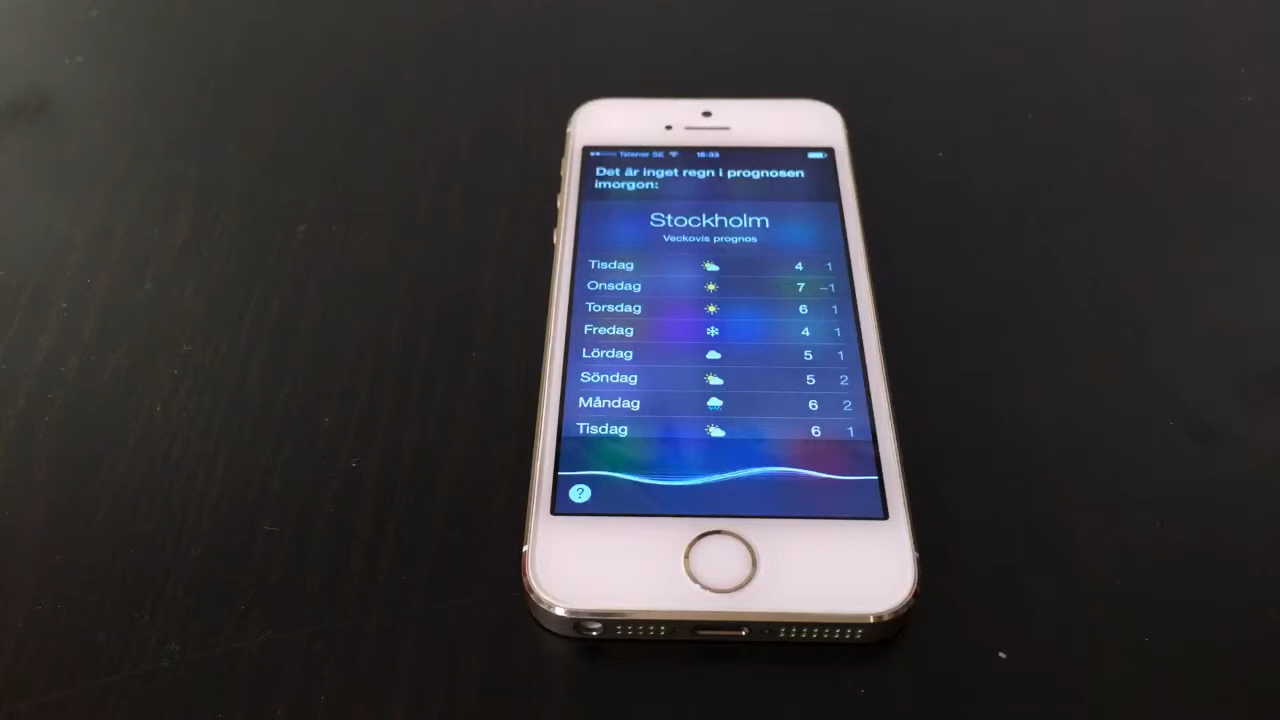 Telenor SE 16:33
Det är inget regn i prognosen
imorgon:
Stockholm
Veckovis prognos
Tisdag 4 1
Onsdag 7 –1
Torsdag 6 1
Fredag 4 1
Lördag 5 1
Söndag 5 2
Måndag 6 2
Tisdag 6 1
?